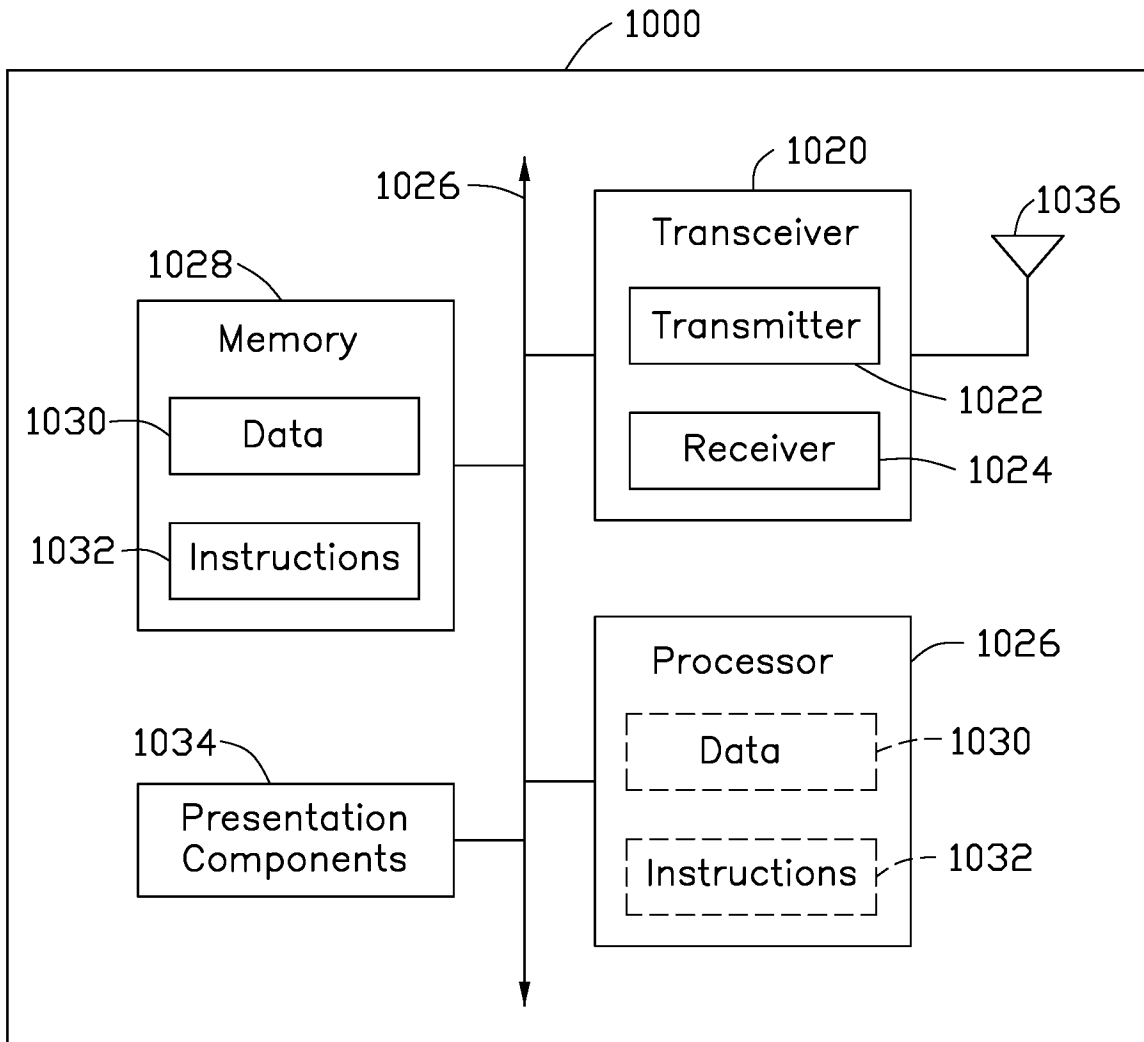 1000
1020
1026
Transceiver
1036
1028
Memory
Transmitter
1030
Data
1022
Receiver
1024
1032
Instructions
Processor
1026
1034
Data
1030
Presentation
Components
Instructions
1032